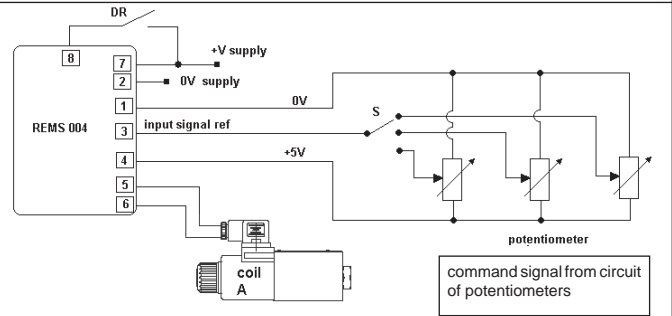 DR
8
7
+V supply
2
0V supply
1
0V
REMS 004
3
input signal ref
S
4
+5V
5
6
potentiometer
coil
A
command signal from circuit
of potentiometers